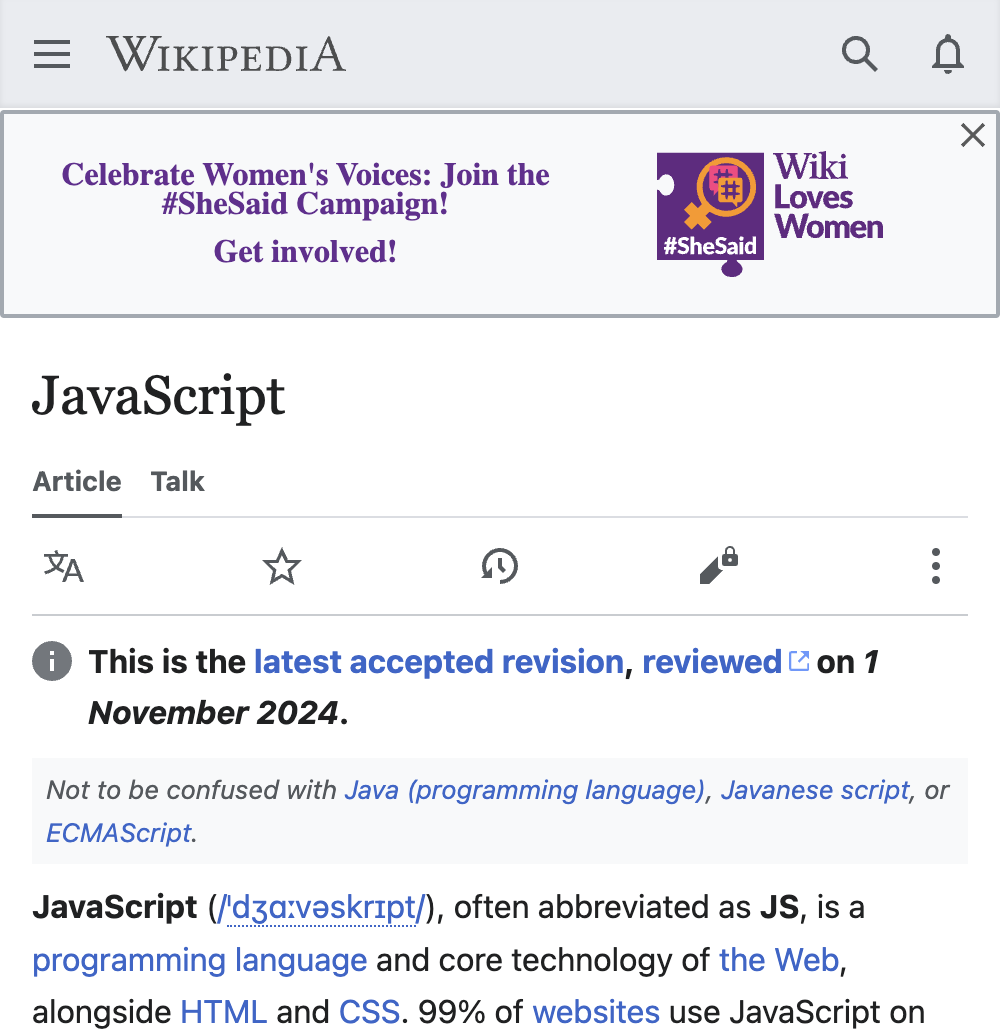 WIKIPEDIA
Celebrate Women's Voices: Join the
#SheSaid Campaign!
Get involved!
#SheSaid
Wiki
Loves
Women
JavaScript
Article Talk
This is the latest accepted revision, reviewed on 1
November 2024.
Not to be confused with Java (programming language), Javanese script, or
ECMAScript.
JavaScript (/ˈdʒɑːvəskrɪpt/), often abbreviated as JS, is a
programming language and core technology of the Web,
alongside HTML and CSS. 99% of websites use JavaScript on